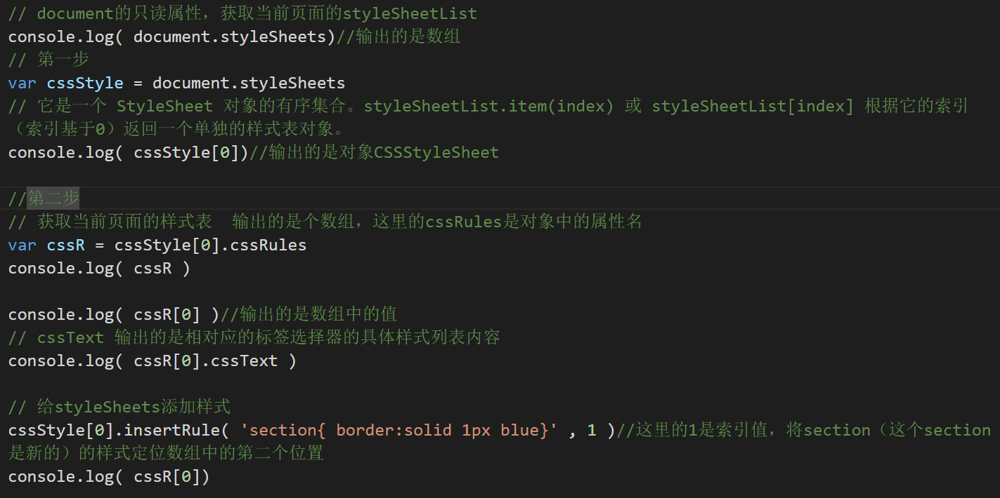 // document的只读属性，获取当前页面的styleSheetList
console.log( document.styleSheets)//输出的是数组
// 第一步
var cssStyle = document.styleSheets
// 它是一个 StyleSheet 对象的有序集合。styleSheetList.item(index) 或 styleSheetList[index] 根据它的索引
（索引基于0）返回一个单独的样式表对象。
console.log( cssStyle[0])//输出的是对象CSSStyleSheet
//第二步
// 获取当前页面的样式表  输出的是个数组，这里的cssRules是对象中的属性名
var cssR = cssStyle[0].cssRules
console.log( cssR )
console.log( cssR[0] )//输出的是数组中的值
// cssText 输出的是相对应的标签选择器的具体样式列表内容
console.log( cssR[0].cssText )
// 给styleSheets添加样式
cssStyle[0].insertRule( 'section{ border:solid 1px blue}' , 1 )//这里的1是索引值，将section（这个section
是新的）的样式定位数组中的第二个位置
console.log( cssR[0])